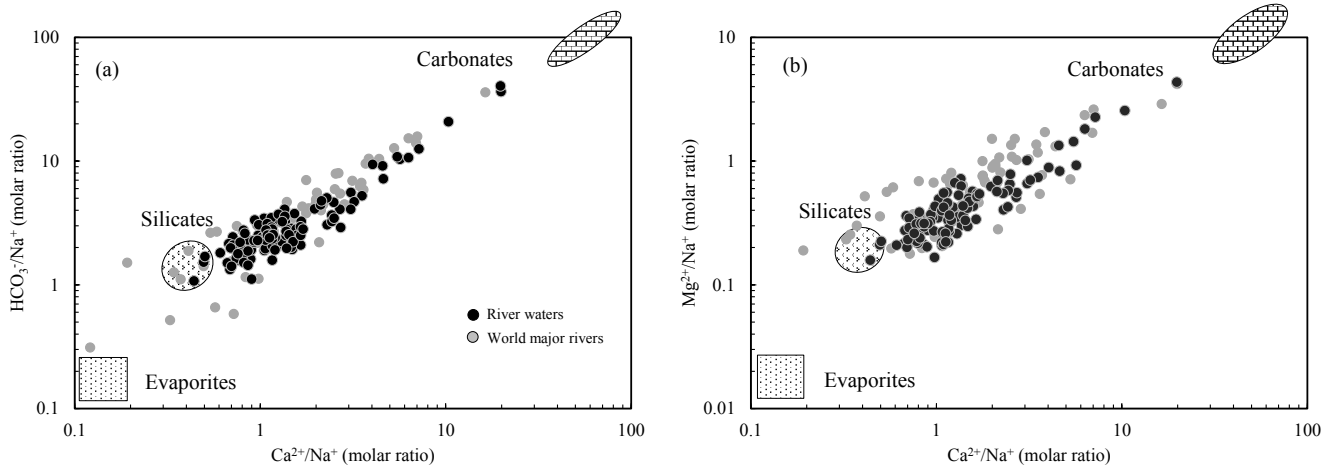 100
(a)
Carbonates
10
Silicates
1
River waters
World major rivers
Evaporites
0.1
0.1
1
10
100
HCO₃⁻/Na⁺ (molar ratio)
Ca²⁺/Na⁺ (molar ratio)
10
(b)
Carbonates
1
Silicates
0.1
Evaporites
0.01
0.1
1
10
100
Mg²⁺/Na⁺ (molar ratio)
Ca²⁺/Na⁺ (molar ratio)